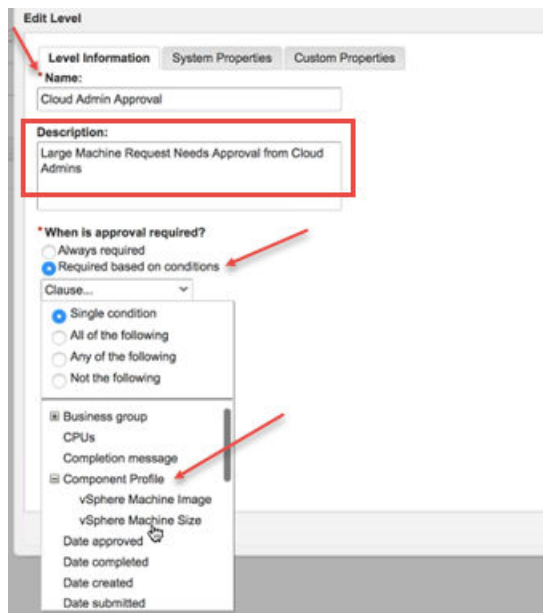 Edit Level
Level Information System Properties Custom Properties
*Name:
Cloud Admin Approval
Description:
Large Machine Request Needs Approval from Cloud
Admins
*When is approval required?
Always required
Required based on conditions
Clause...
Single condition
All of the following
Any of the following
Not the following
Business group
CPUs
Completion message
Component Profile
vSphere Machine Image
vSphere Machine Size
Date approved
Date completed
Date created
Date submitted